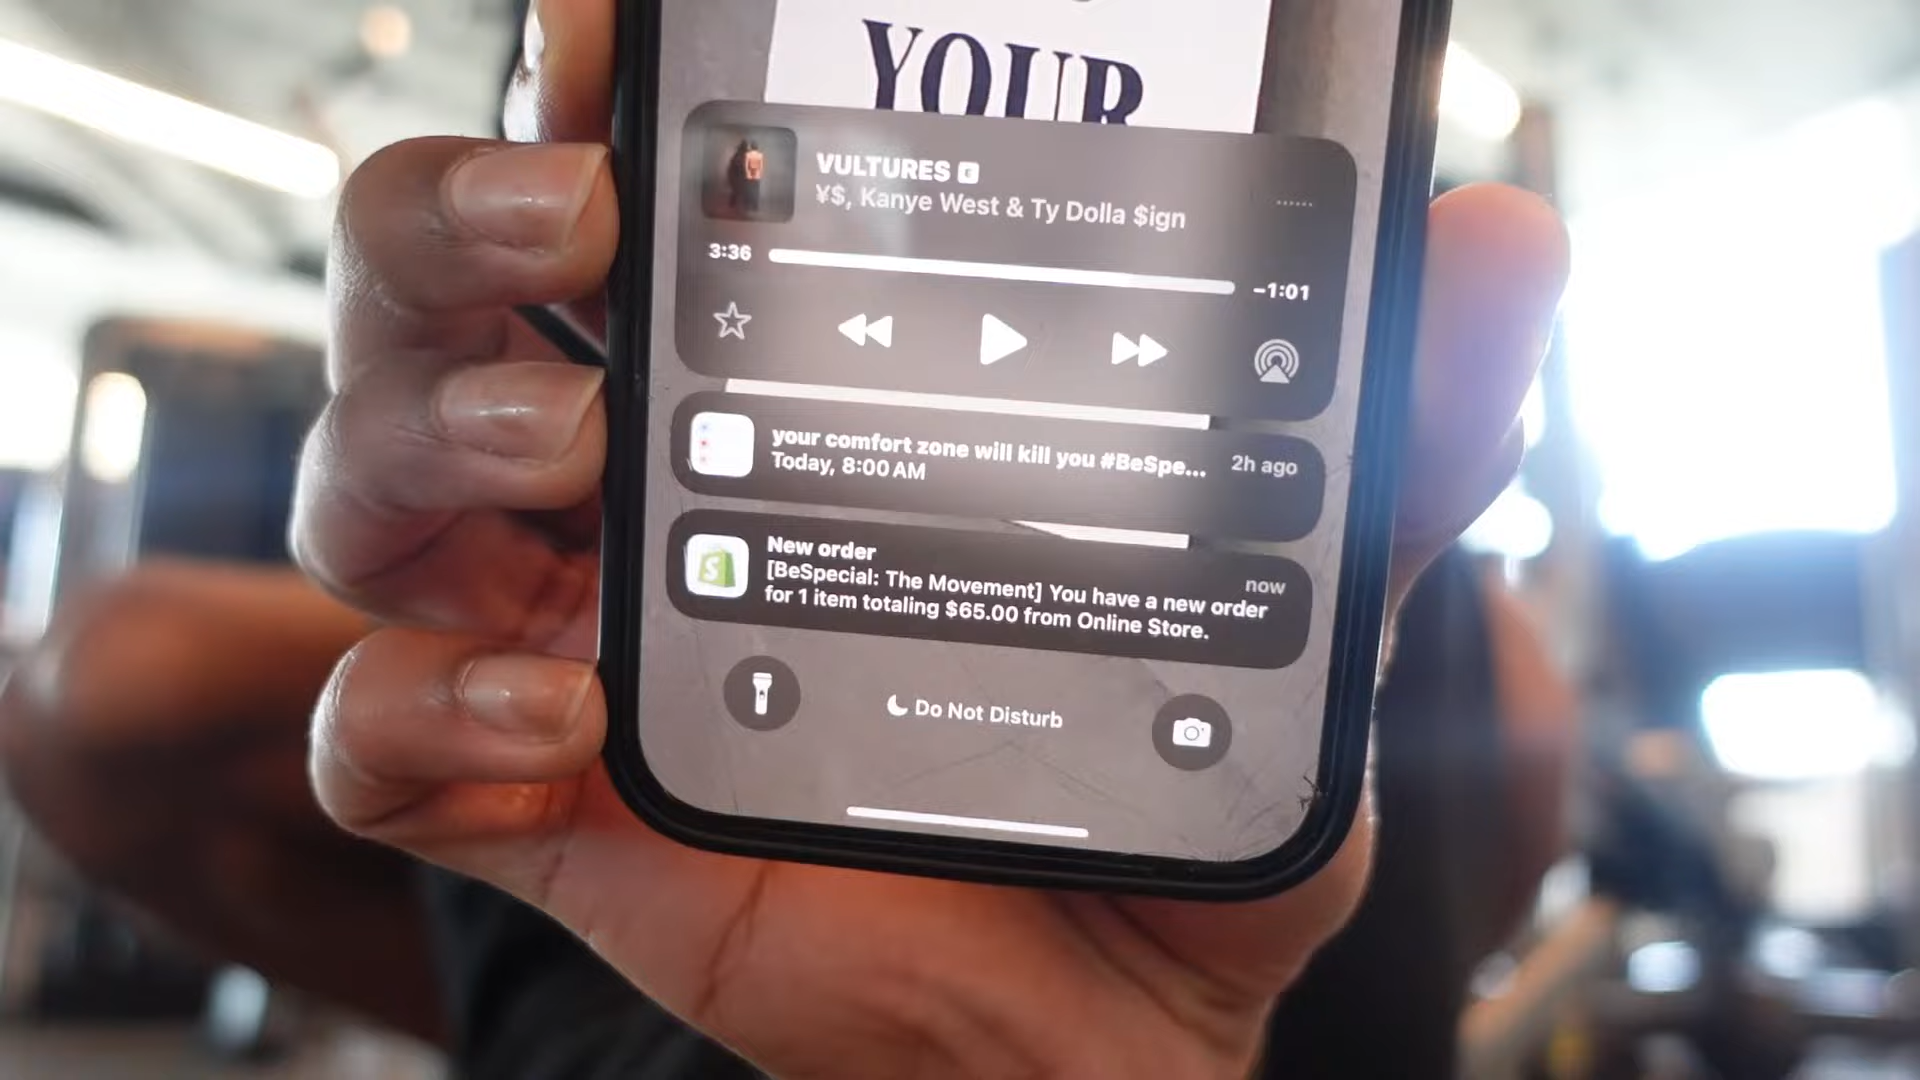 YOUR
VULTURES E
¥$, Kanye West & Ty Dolla $ign
3:36
-1:01
your comfort zone will kill you #BeSpe...
2h ago
Today, 8:00 AM
New order
now
[BeSpecial: The Movement] You have a new order
for 1 item totaling $65.00 from Online Store.
Do Not Disturb